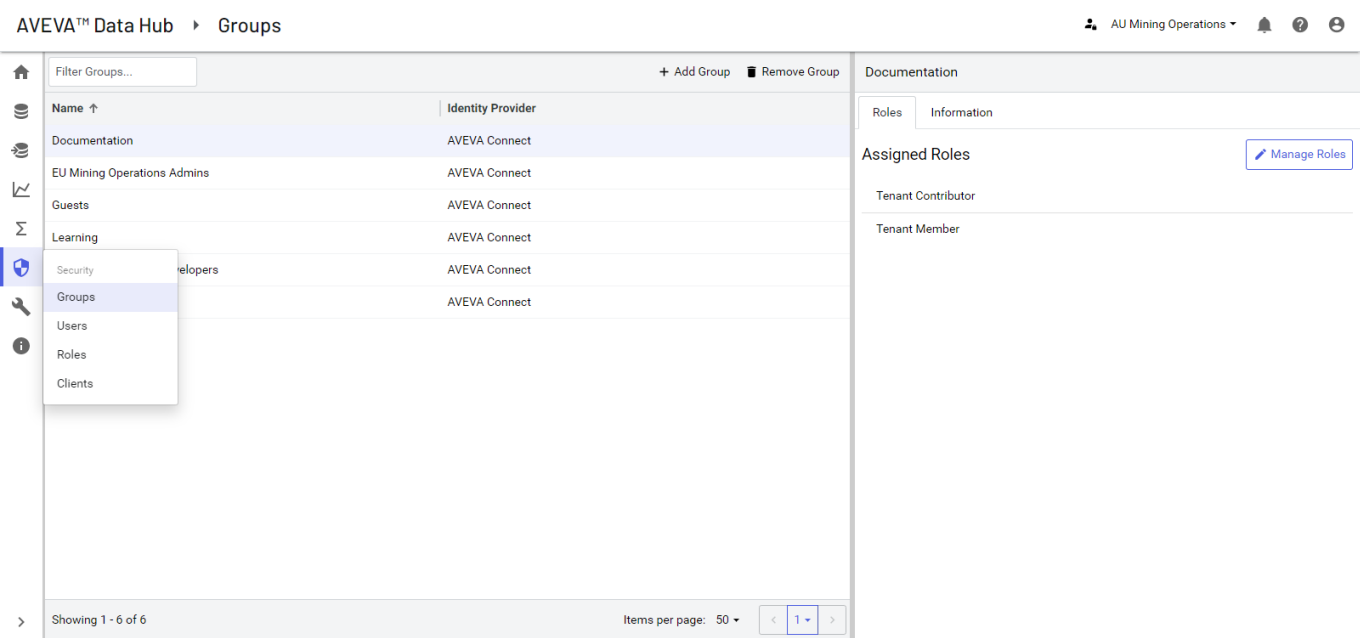 AVEVA™ Data Hub
Groups
AU Mining Operations
Filter Groups...
Add Group
Remove Group
Name
Identity Provider
Documentation
AVEVA Connect
EU Mining Operations Admins
AVEVA Connect
Guests
AVEVA Connect
Learning
AVEVA Connect
AVEVA Connect
AVEVA Connect
Security
Groups
Users
Roles
Clients
Showing 1 - 6 of 6
Items per page: 50
1
Documentation
Roles
Information
Assigned Roles
Manage Roles
Tenant Contributor
Tenant Member